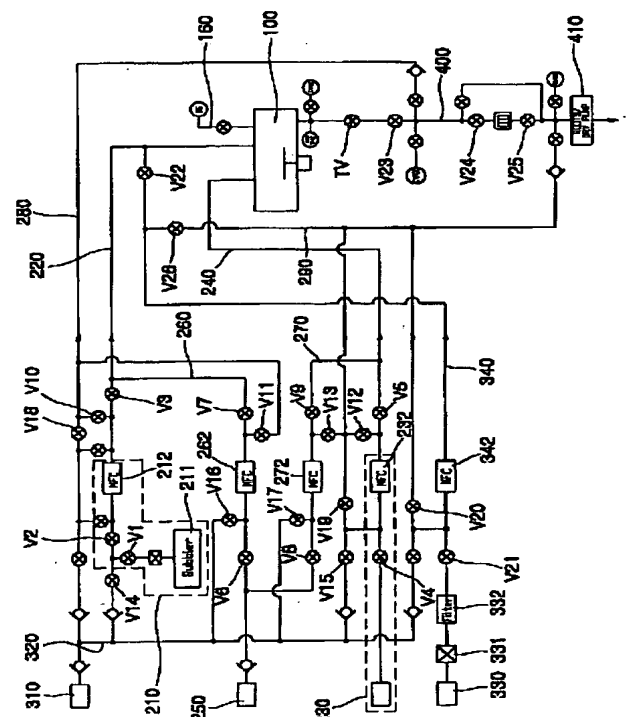 160
100
280
220
V22
TV
V23
400
V24
V25
410
DRY PUMP
V26
240
290
260
270
340
V18
V10
V3
V7
V11
V9
V13
V12
V5
212
MFC
262
MFC
272
MFC
232
MFC
342
MFC
V2
V1
211
Bubbler
V14
V16
V17
V6
V8
V19
V15
V4
V20
V21
332
Filter
331
320
310
210
250
330